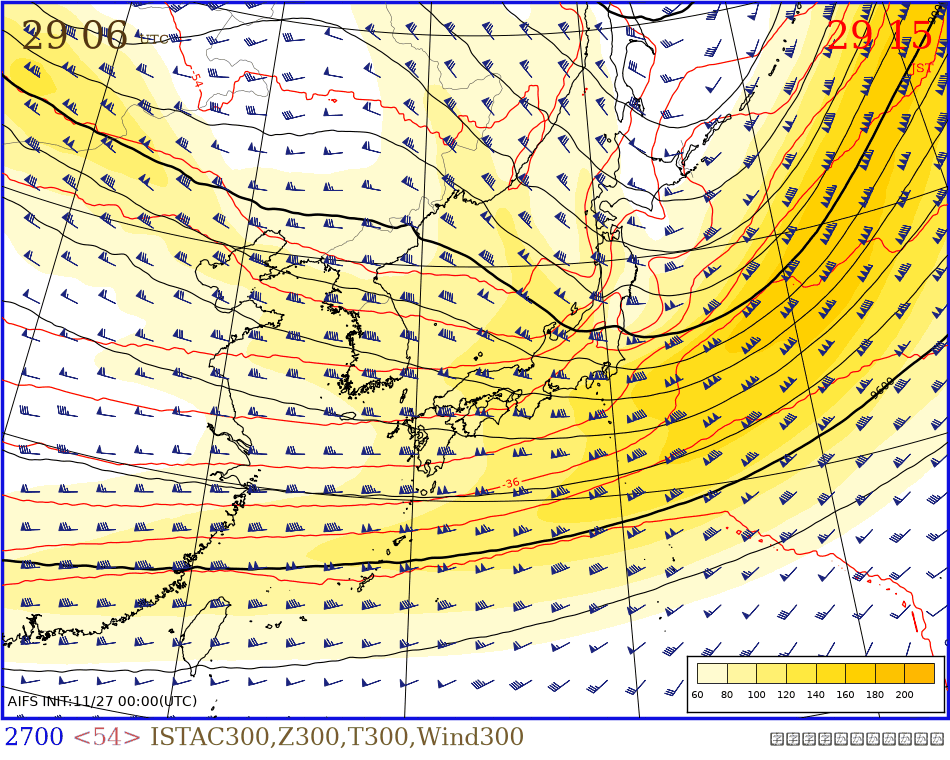 29 06 UTC
29 15 JST
-54
9000
9600
-36
60 80 100 120 140 160 180 200
AIFS INIT:11/27 00:00(UTC)
2700 <54> ISTAC300,Z300,T300,Wind300